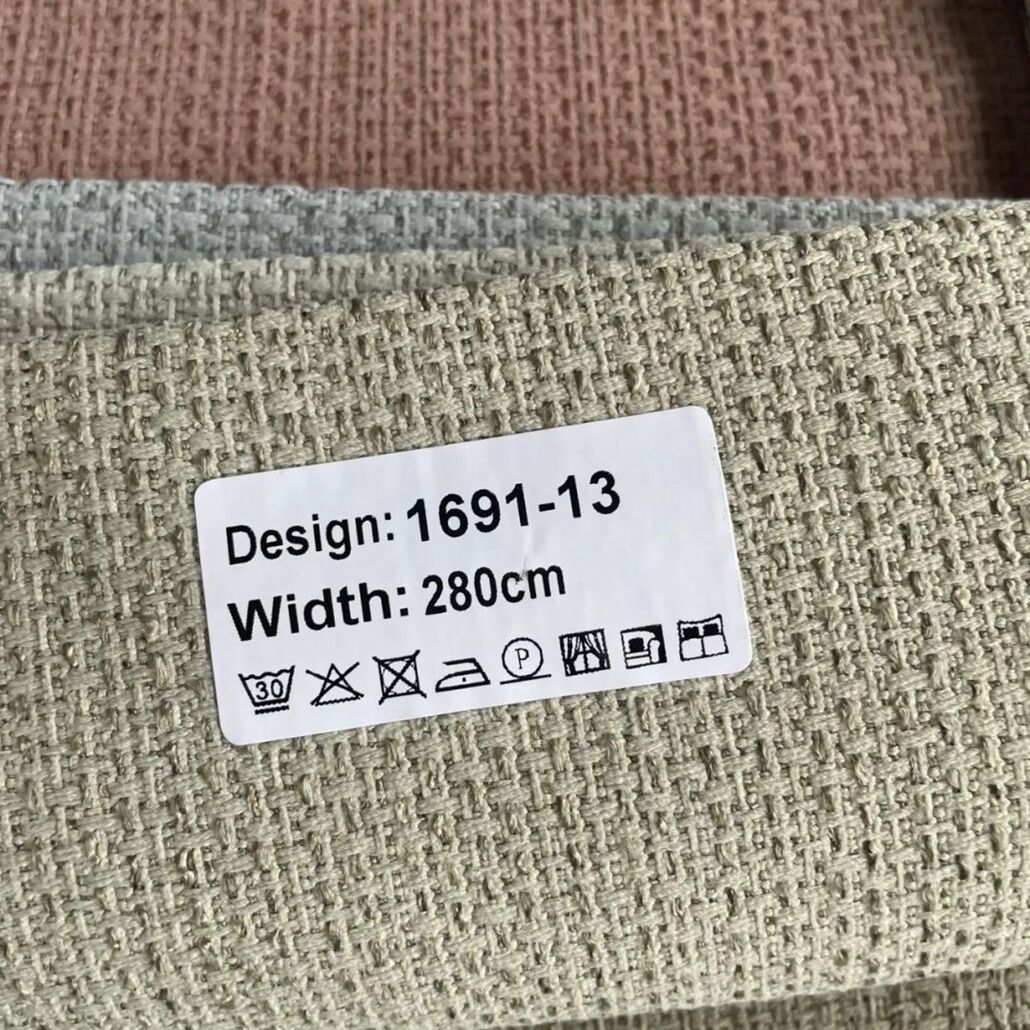 Design: 1691-13
Width: 280cm
30 P